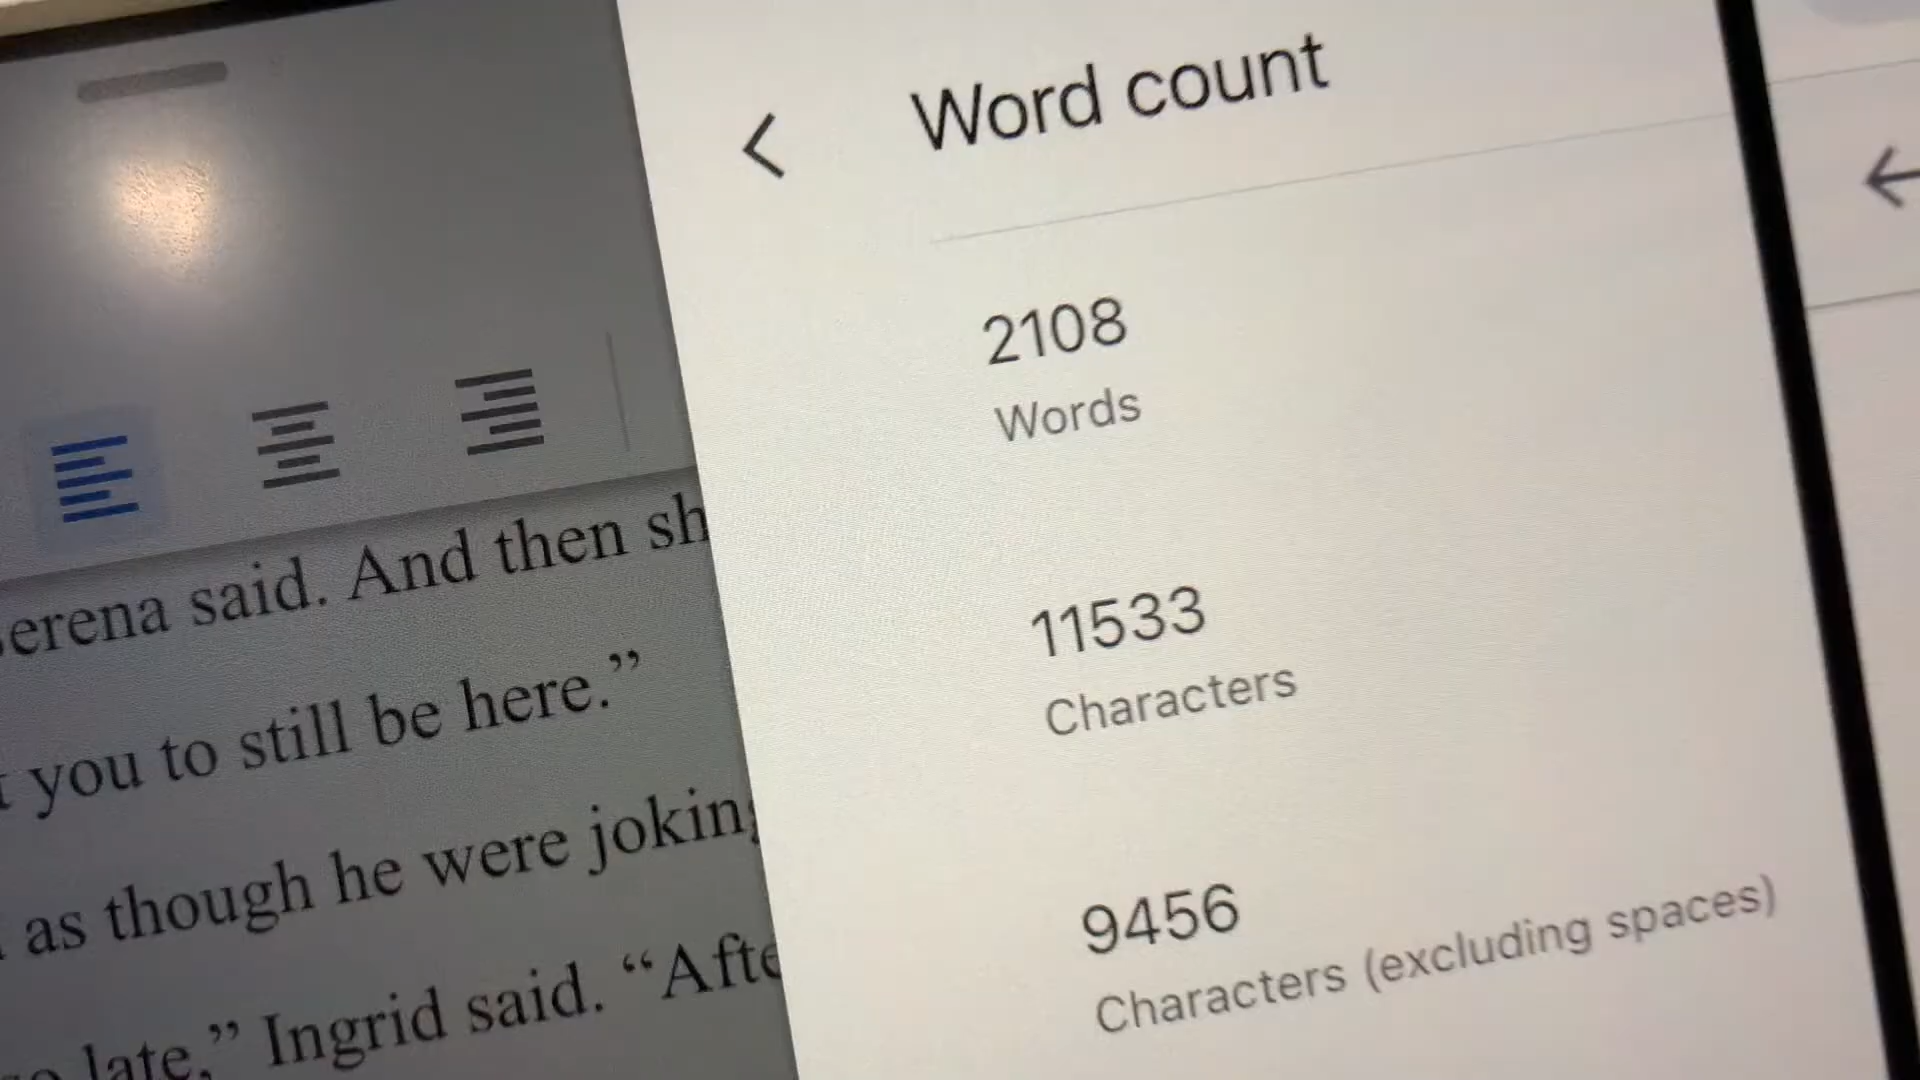 Word count
2108
Words
11533
Characters
9456
Characters (excluding spaces)
erena said. And then sh
you to still be here.”
as though he were joking
late,” Ingrid said. “Afte